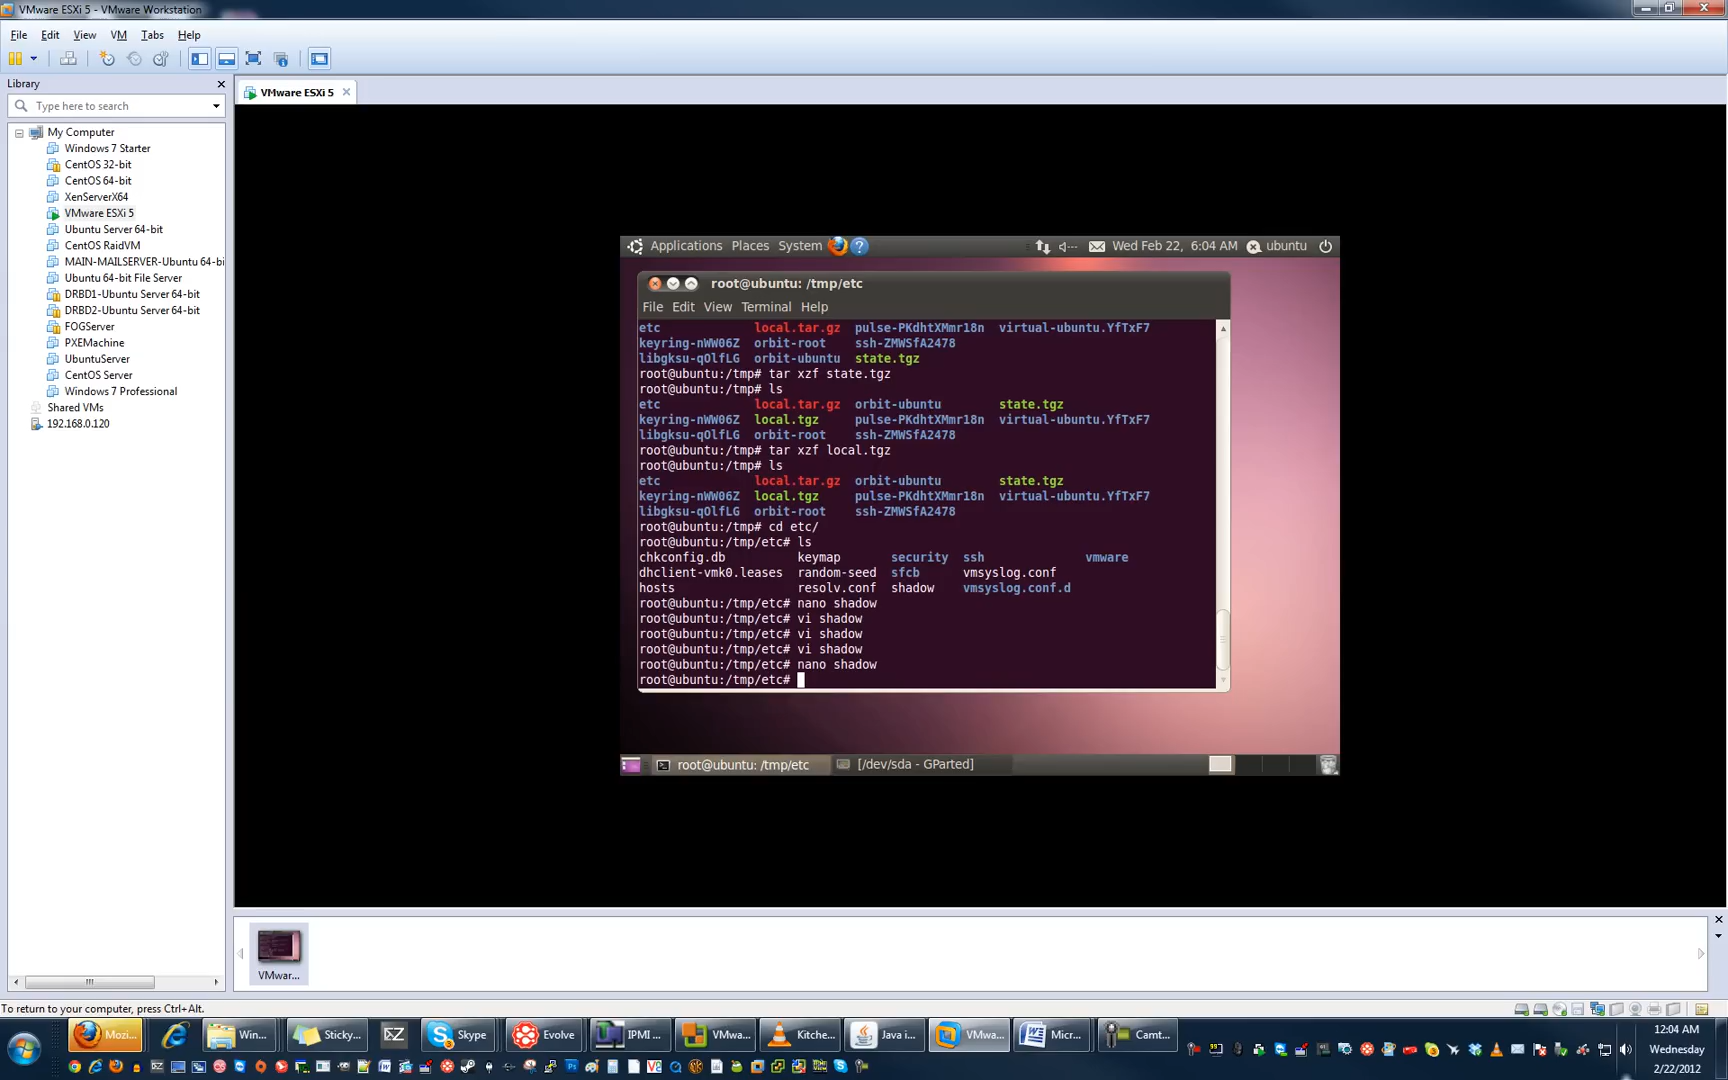 VMware ESXi 5 - VMware Workstation
File Edit View VM Tabs Help
Library
Type here to search
VMware ESXi 5
My Computer
Windows 7 Starter
CentOS 32-bit
CentOS 64-bit
XenServerX64
VMware ESXi 5
Ubuntu Server 64-bit
CentOS RaidVM
MAIN-MAILSERVER-Ubuntu 64-bi
Ubuntu 64-bit File Server
DRBD1-Ubuntu Server 64-bit
DRBD2-Ubuntu Server 64-bit
FOGServer
PXEMachine
UbuntuServer
CentOS Server
Windows 7 Professional
Shared VMs
192.168.0.120
Applications Places System Wed Feb 22, 6:04 AM ubuntu
root@ubuntu: /tmp/etc
File Edit View Terminal Help
etc local.tar.gz pulse-PKdhtXMmr18n virtual-ubuntu.YfTxF7
keyring-nWW06Z orbit-root ssh-ZMWSfA2478
libgksu-qOlfLG orbit-ubuntu state.tgz
root@ubuntu:/tmp# tar xzf state.tgz
root@ubuntu:/tmp# ls
etc local.tar.gz orbit-ubuntu state.tgz
keyring-nWW06Z local.tgz pulse-PKdhtXMmr18n virtual-ubuntu.YfTxF7
libgksu-qOlfLG orbit-root ssh-ZMWSfA2478
root@ubuntu:/tmp# tar xzf local.tgz
root@ubuntu:/tmp# ls
etc local.tar.gz orbit-ubuntu state.tgz
keyring-nWW06Z local.tgz pulse-PKdhtXMmr18n virtual-ubuntu.YfTxF7
libgksu-qOlfLG orbit-root ssh-ZMWSfA2478
root@ubuntu:/tmp# cd etc/
root@ubuntu:/tmp/etc# ls
chkconfig.db keymap security ssh vmware
dhclient-vmk0.leases random-seed sfcb vmsyslog.conf
hosts resolv.conf shadow vmsyslog.conf.d
root@ubuntu:/tmp/etc# nano shadow
root@ubuntu:/tmp/etc# vi shadow
root@ubuntu:/tmp/etc# vi shadow
root@ubuntu:/tmp/etc# vi shadow
root@ubuntu:/tmp/etc# nano shadow
root@ubuntu:/tmp/etc#
root@ubuntu: /tmp/etc [/dev/sda - GParted]
VMwar...
To return to your computer, press Ctrl+Alt.
Mozi... Win... Sticky... Skype Evolve IPMI ... VMwa... Kitche... Java i... VMwa... Micr... Camt...
12:04 AM
Wednesday
2/22/2012